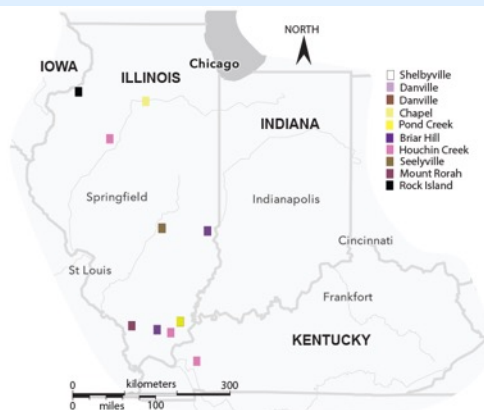 NORTH
IOWA
ILLINOIS
Chicago
INDIANA
Shelbyville
Danville
Danville
Chapel
Pond Creek
Briar Hill
Houchin Creek
Seelyville
Mount Rorah
Rock Island
Springfield
Indianapolis
Cincinnati
St Louis
Frankfort
KENTUCKY
0 kilometers 300
0 miles 100